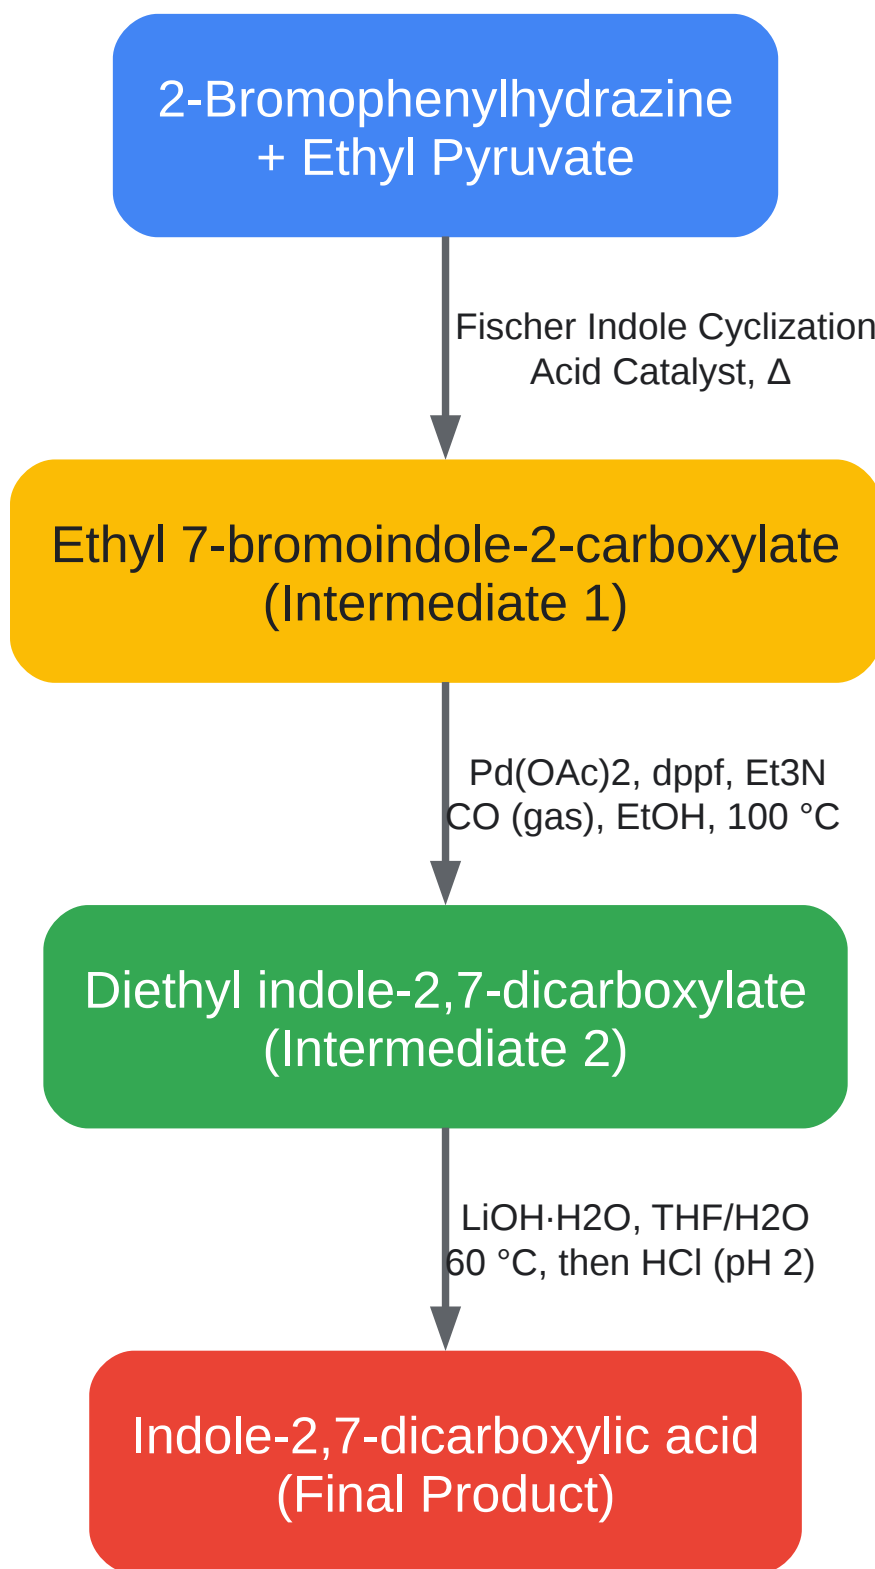 2-Bromophenylhydrazine
+ Ethyl Pyruvate
Fischer Indole Cyclization
Acid Catalyst, Δ
Ethyl 7-bromoindole-2-carboxylate
(Intermediate 1)
Pd(OAc)2, dppf, Et3N
CO (gas), EtOH, 100 °C
Diethyl indole-2,7-dicarboxylate
(Intermediate 2)
LiOH·H2O, THF/H2O
60 °C, then HCl (pH 2)
Indole-2,7-dicarboxylic acid
(Final Product)